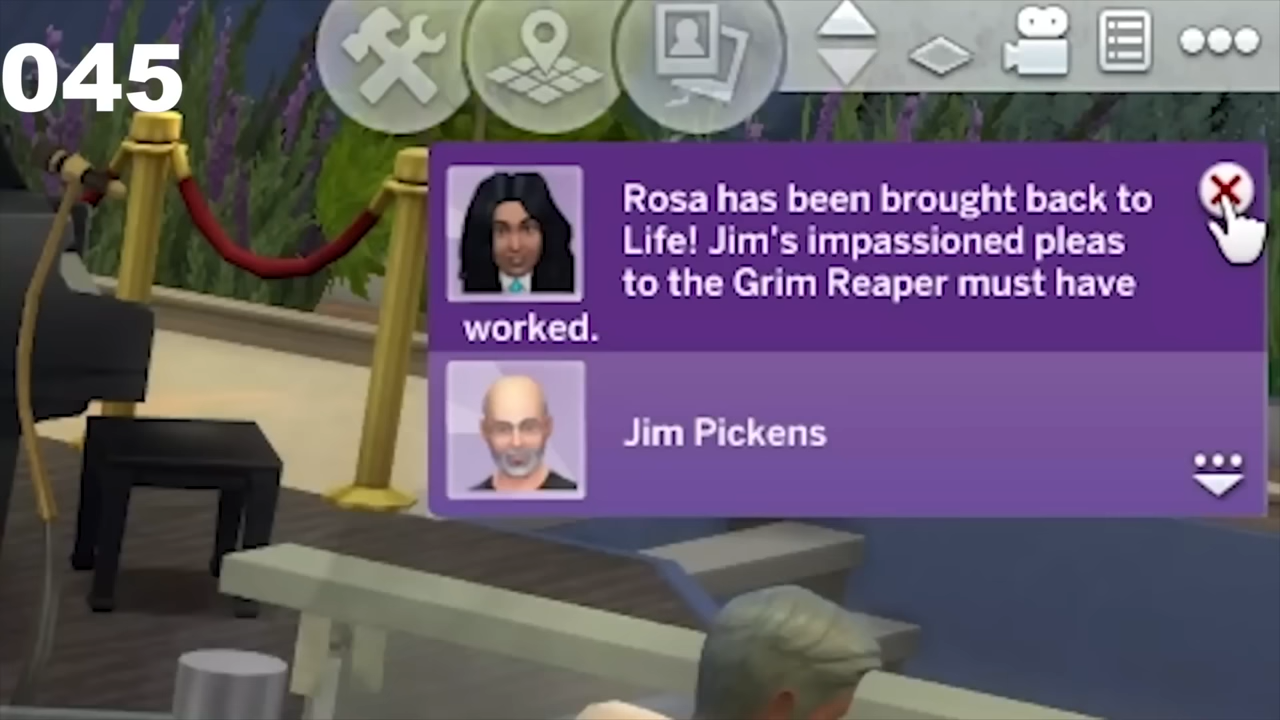 045
Rosa has been brought back to
Life! Jim's impassioned pleas
to the Grim Reaper must have
worked.
Jim Pickens